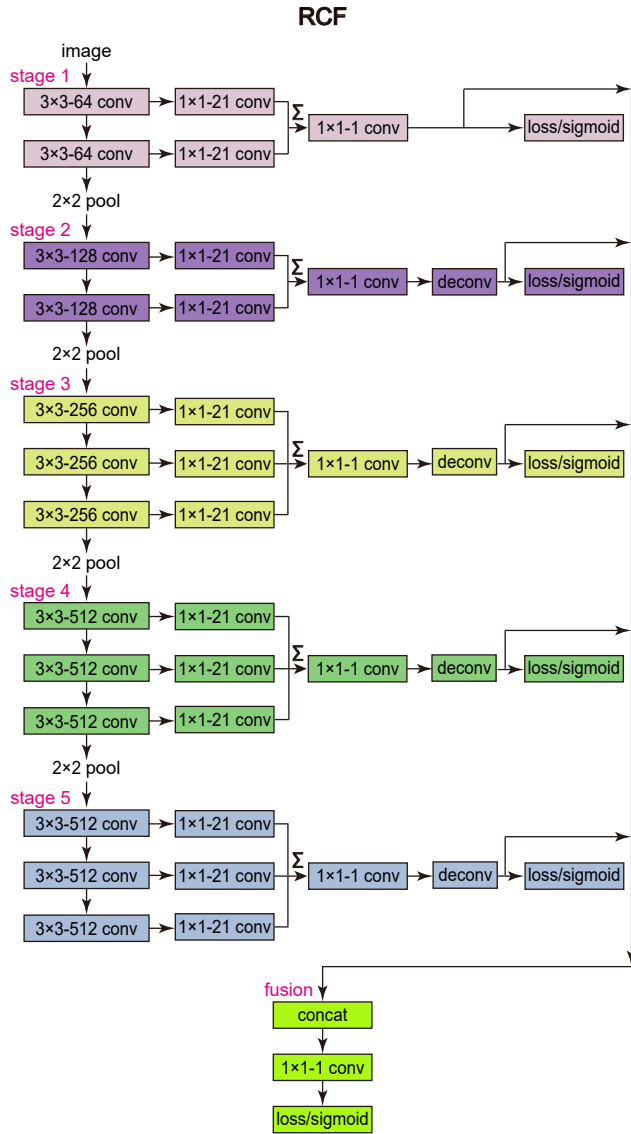 RCF
image
stage 1
3×3-64 conv 1×1-21 conv
Σ
1×1-1 conv loss/sigmoid
3×3-64 conv 1×1-21 conv
2×2 pool
stage 2
3×3-128 conv 1×1-21 conv
Σ
1×1-1 conv deconv loss/sigmoid
3×3-128 conv 1×1-21 conv
2×2 pool
stage 3
3×3-256 conv 1×1-21 conv
Σ
3×3-256 conv 1×1-21 conv 1×1-1 conv deconv loss/sigmoid
3×3-256 conv 1×1-21 conv
2×2 pool
stage 4
3×3-512 conv 1×1-21 conv
Σ
3×3-512 conv 1×1-21 conv 1×1-1 conv deconv loss/sigmoid
3×3-512 conv 1×1-21 conv
2×2 pool
stage 5
3×3-512 conv 1×1-21 conv
Σ
3×3-512 conv 1×1-21 conv 1×1-1 conv deconv loss/sigmoid
3×3-512 conv 1×1-21 conv
fusion
concat
1×1-1 conv
loss/sigmoid